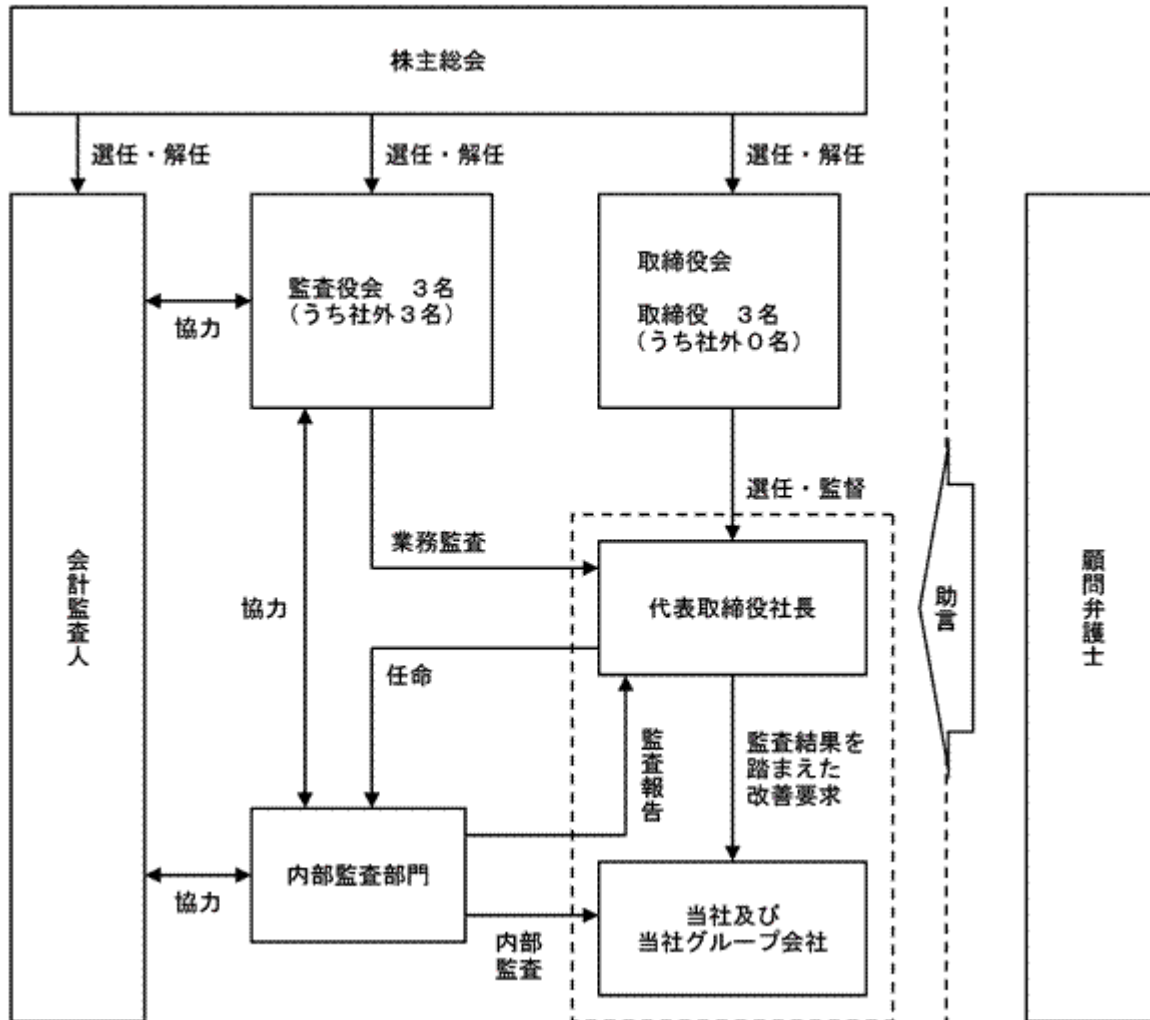 株主総会
選任・解任
選任・解任
選任・解任
監査役会 3名
(うち社外3名)
取締役会
取締役 3名
(うち社外0名)
協力
選任・監督
業務監査
会計監査人
協力
代表取締役社長
助言
顧問弁護士
任命
監査報告
監査結果を
踏まえた
改善要求
内部監査部門
協力
内部
監査
当社及び
当社グループ会社